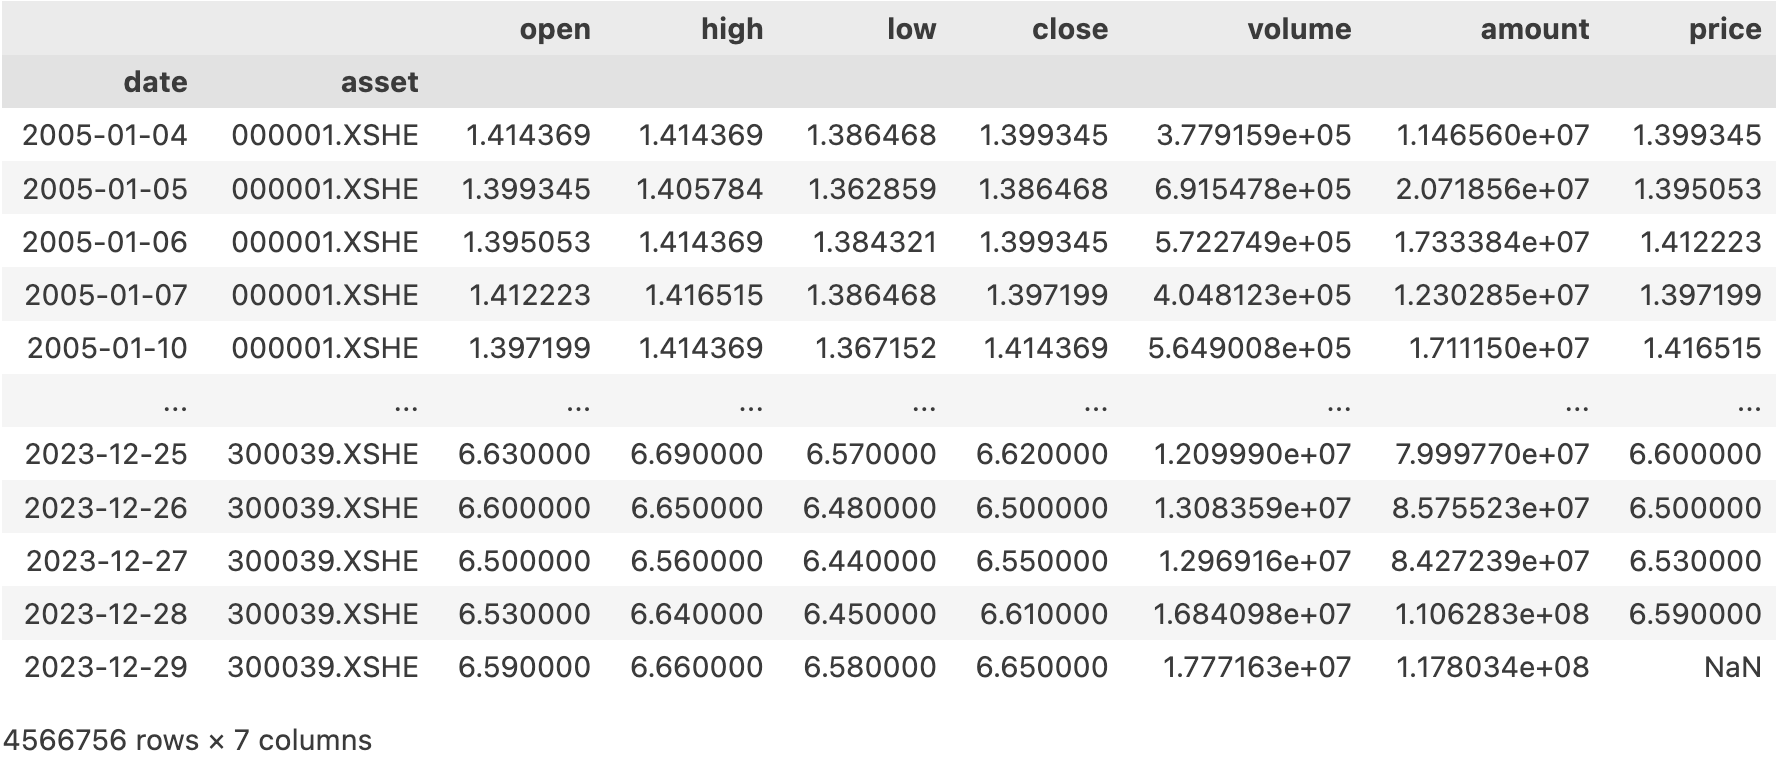 open high low close volume amount price
date asset
2005-01-04 000001.XSHE 1.414369 1.414369 1.386468 1.399345 3.779159e+05 1.146560e+07 1.399345
2005-01-05 000001.XSHE 1.399345 1.405784 1.362859 1.386468 6.915478e+05 2.071856e+07 1.395053
2005-01-06 000001.XSHE 1.395053 1.414369 1.384321 1.399345 5.722749e+05 1.733384e+07 1.412223
2005-01-07 000001.XSHE 1.412223 1.416515 1.386468 1.397199 4.048123e+05 1.230285e+07 1.397199
2005-01-10 000001.XSHE 1.397199 1.414369 1.367152 1.414369 5.649008e+05 1.711150e+07 1.416515
... ... ... ... ... ... ... ... ...
2023-12-25 300039.XSHE 6.630000 6.690000 6.570000 6.620000 1.209990e+07 7.999770e+07 6.600000
2023-12-26 300039.XSHE 6.600000 6.650000 6.480000 6.500000 1.308359e+07 8.575523e+07 6.500000
2023-12-27 300039.XSHE 6.500000 6.560000 6.440000 6.550000 1.296916e+07 8.427239e+07 6.530000
2023-12-28 300039.XSHE 6.530000 6.640000 6.450000 6.610000 1.684098e+07 1.106283e+08 6.590000
2023-12-29 300039.XSHE 6.590000 6.660000 6.580000 6.650000 1.777163e+07 1.178034e+08 NaN
4566756 rows × 7 columns